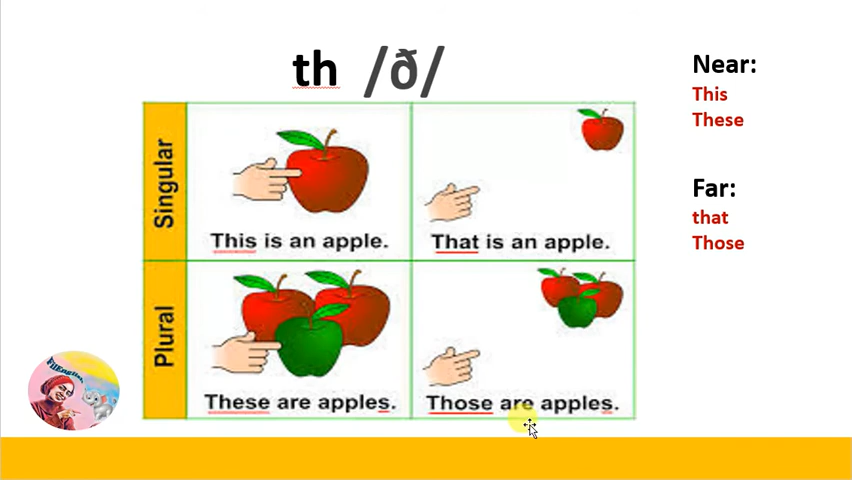 th /ð/
Near:
This
These
Far:
that
Those
Singular
This is an apple.
That is an apple.
Plural
These are apples.
Those are apples.